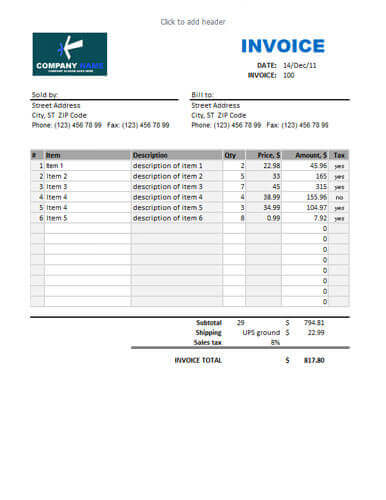 Click to add header
INVOICE
COMPANY NAME
DATE: 14/Dec/11
INVOICE: 100
Sold by: Bill to:
Street Address Street Address
City, ST ZIP Code City, ST ZIP Code
Phone: (123) 456 78 99 Fax: (123) 456 78 99 Phone: (123) 456 78 99 Fax: (123) 456 78 99
# Item Description Qty Price, $ Amount, $ Tax
1 Item 1 description of item 1 2 22.98 45.96 yes
2 Item 2 description of item 2 5 33 165 yes
3 Item 3 description of item 3 7 45 315 yes
4 Item 4 description of item 4 4 38.99 155.96 no
5 Item 4 description of item 5 3 34.99 104.97 yes
6 Item 5 description of item 6 8 0.99 7.92 yes
0
0
0
0
0
0
0
0
Subtotal 29 $ 794.81
Shipping UPS ground $ 22.99
Sales tax 8%
INVOICE TOTAL $ 817.80